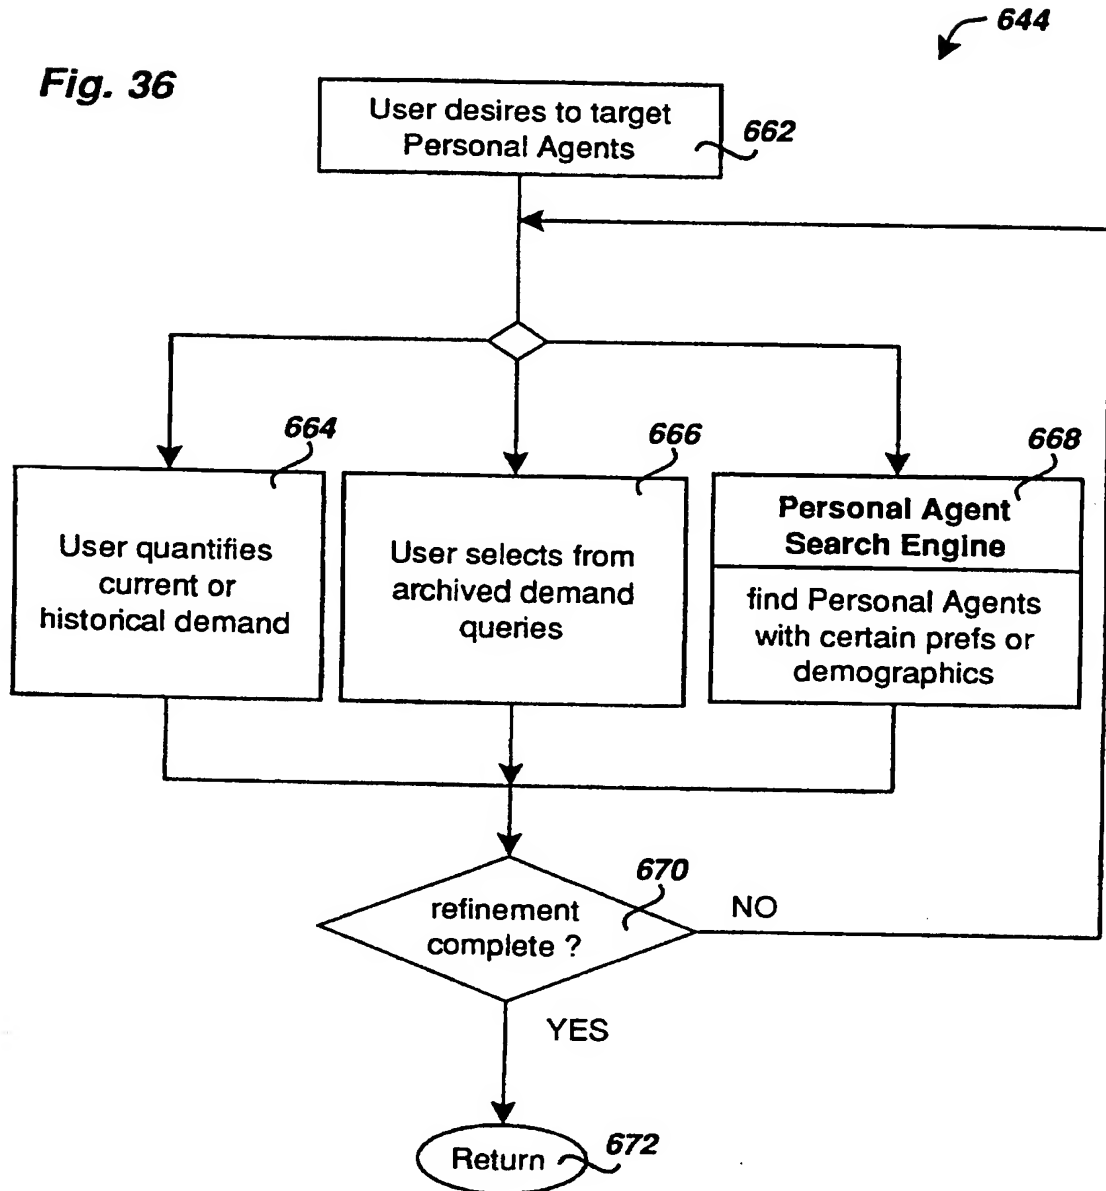 644
Fig. 36
User desires to target
Personal Agents
662
664
666
668
User quantifies
current or
historical demand
User selects from
archived demand
queries
Personal Agent
Search Engine
find Personal Agents
with certain prefs or
demographics
670
refinement
complete ?
NO
YES
Return
672